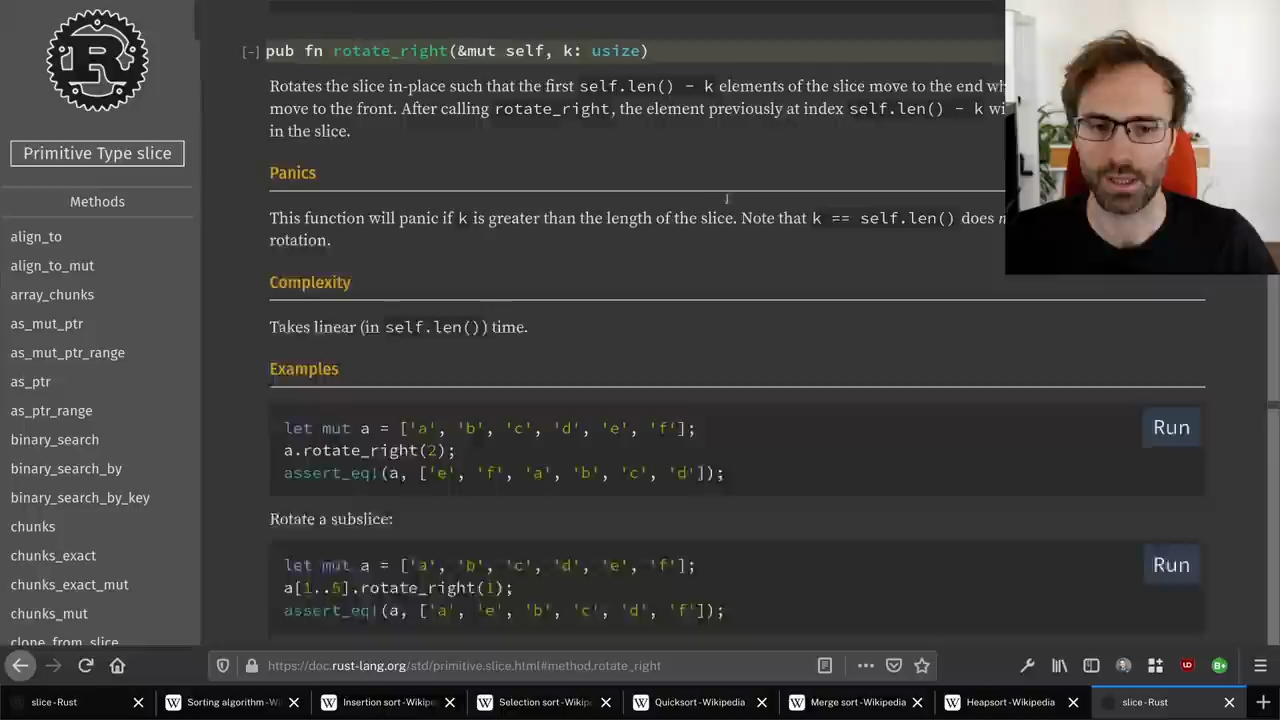 [-] pub fn rotate_right(&mut self, k: usize)
Rotates the slice in-place such that the first self.len() - k elements of the slice move to the end
move to the front. After calling rotate_right, the element previously at index self.len() - k
in the slice.
Primitive Type slice
Methods
align_to
align_to_mut
array_chunks
as_mut_ptr
as_mut_ptr_range
as_ptr
as_ptr_range
binary_search
binary_search_by
binary_search_by_key
chunks
chunks_exact
chunks_exact_mut
chunks_mut
clone_from_slice
Panics
This function will panic if k is greater than the length of the slice. Note that k == self.len() does
rotation.
Complexity
Takes linear (in self.len()) time.
Examples
let mut a = ['a', 'b', 'c', 'd', 'e', 'f'];
a.rotate_right(2);
assert_eq!(a, ['e', 'f', 'a', 'b', 'c', 'd']);
Run
Rotate a subslice:
let mut a = ['a', 'b', 'c', 'd', 'e', 'f'];
a[1..5].rotate_right(1);
assert_eq!(a, ['a', 'e', 'b', 'c', 'd', 'f']);
Run
https://doc.rust-lang.org/std/primitive.slice.html#method.rotate_right
slice - Rust
Sorting algorithm - Wi
Insertion sort - Wikipe
Selection sort - Wikip
Quicksort - Wikipedia
Merge sort - Wikipedia
Heapsort - Wikipedia
slice - Rust